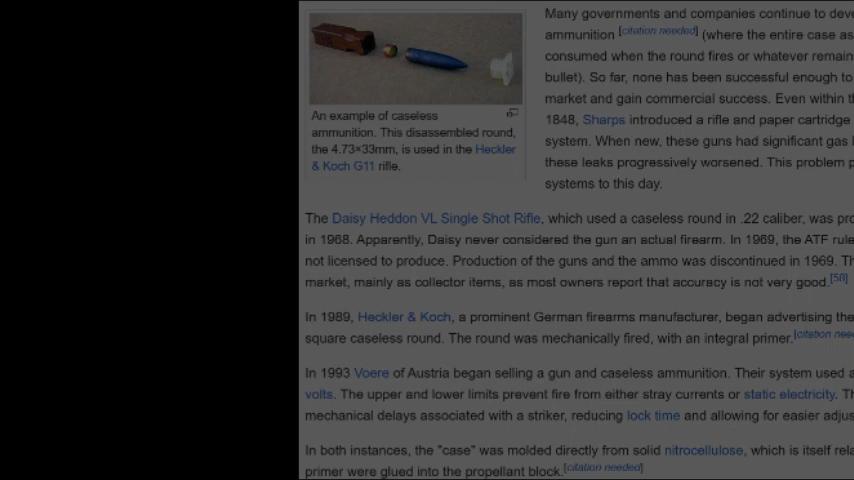 An example of caseless
ammunition. This disassembled round,
the 4.73×33mm, is used in the Heckler
& Koch G11 rifle.
Many governments and companies continue to deve
ammunition [citation needed] (where the entire case as
consumed when the round fires or whatever remain
bullet). So far, none has been successful enough to
market and gain commercial success. Even within t
1848, Sharps introduced a rifle and paper cartridge
system. When new, these guns had significant gas l
these leaks progressively worsened. This problem p
systems to this day.
The Daisy Heddon VL Single Shot Rifle, which used a caseless round in .22 caliber, was pro
in 1968. Apparently, Daisy never considered the gun an actual firearm. In 1969, the ATF rule
not licensed to produce. Production of the guns and the ammo was discontinued in 1969. Th
market, mainly as collector items, as most owners report that accuracy is not very good.[58]
In 1989, Heckler & Koch, a prominent German firearms manufacturer, began advertising the
square caseless round. The round was mechanically fired, with an integral primer.[citation nee
In 1993 Voere of Austria began selling a gun and caseless ammunition. Their system used a
volts. The upper and lower limits prevent fire from either stray currents or static electricity. Th
mechanical delays associated with a striker, reducing lock time and allowing for easier adjus
In both instances, the "case" was molded directly from solid nitrocellulose, which is itself rela
primer were glued into the propellant block.[citation needed]